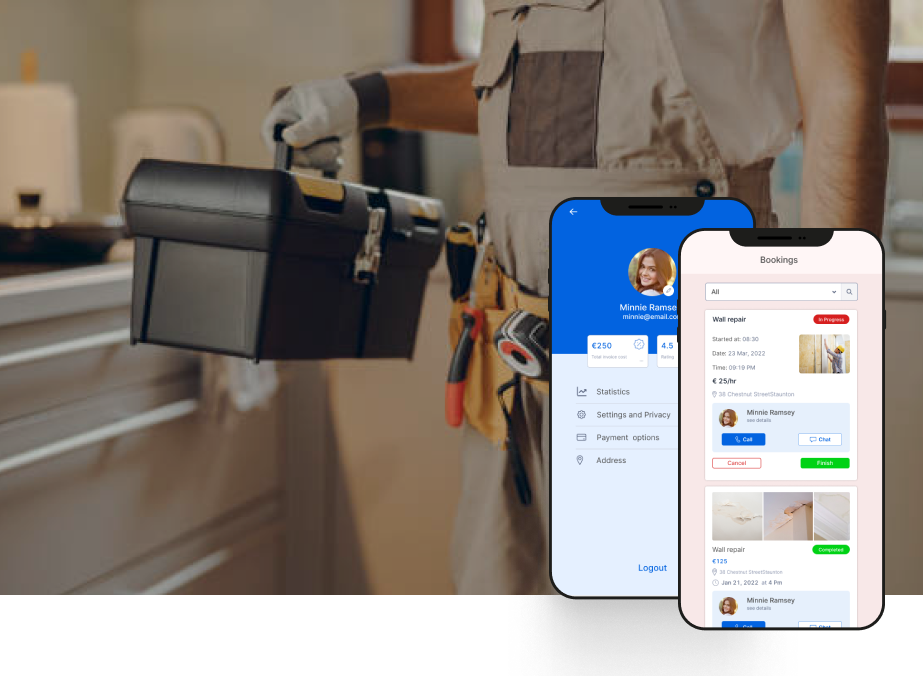 Minnie Ramse
minnie@email.co
€250
Total invoice cost
4.5
Rating
Statistics
Settings and Privacy
Payment options
Address
Logout
Bookings
All
Wall repair
In Progress
Started at: 08:30
Date: 23 Mar, 2022
Time: 09:19 PM
€ 25/hr
38 Chestnut StreetStaunton
Minnie Ramsey
see details
Call
Chat
Cancel
Finish
Wall repair
Completed
€125
38 Chestnut StreetStaunton
Jan 21, 2022 at 4 Pm
Minnie Ramsey
see details
Call
Chat